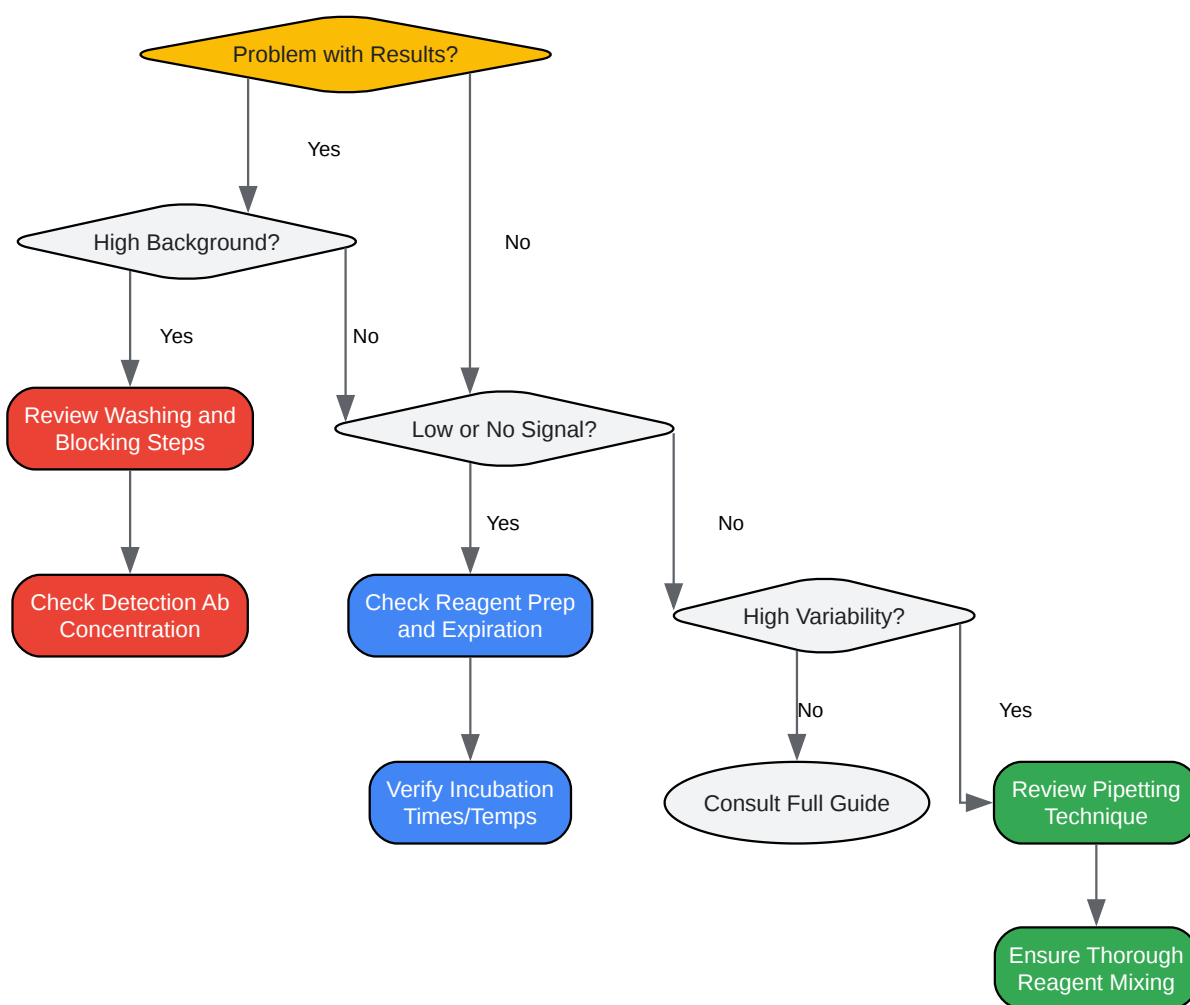 Problem with Results?
Yes
High Background?
No
Yes
No
Review Washing and
Blocking Steps
Low or No Signal?
Yes
No
Check Detection Ab
Concentration
Check Reagent Prep
and Expiration
High Variability?
No
Yes
Verify Incubation
Times/Temps
Consult Full Guide
Review Pipetting
Technique
Ensure Thorough
Reagent Mixing